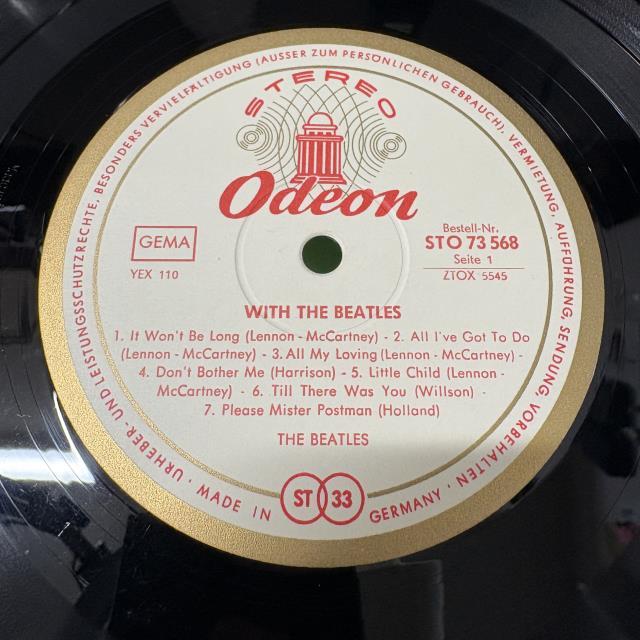 URHEBER- UND LEISTUNGSSCHUTZRECHTE, BESONDERS VERVIELFÄLTIGUNG (AUSSER ZUM PERSÖNLICHEN GEBRAUCH), VERMIETUNG, AUFFÜHRUNG, SENDUNG, VORBEHALTEN ·
STEREO
Odeon
GEMA
YEX 110
Bestell-Nr.
STO 73 568
Seite 1
ZTOX 5545
WITH THE BEATLES
1. It Won't Be Long (Lennon - McCartney) - 2. All I've Got To Do
(Lennon - McCartney) - 3. All My Loving (Lennon - McCartney) -
4. Don't Bother Me (Harrison) - 5. Little Child (Lennon -
McCartney) - 6. Till There Was You (Willson) -
7. Please Mister Postman (Holland)
THE BEATLES
· MADE IN GERMANY ·
ST 33